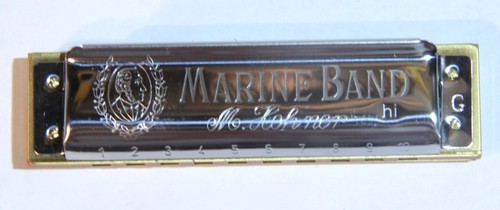 MARINE BAND
M. Hohner
hi
G
1 2 3 4 5 6 7 8 9 10